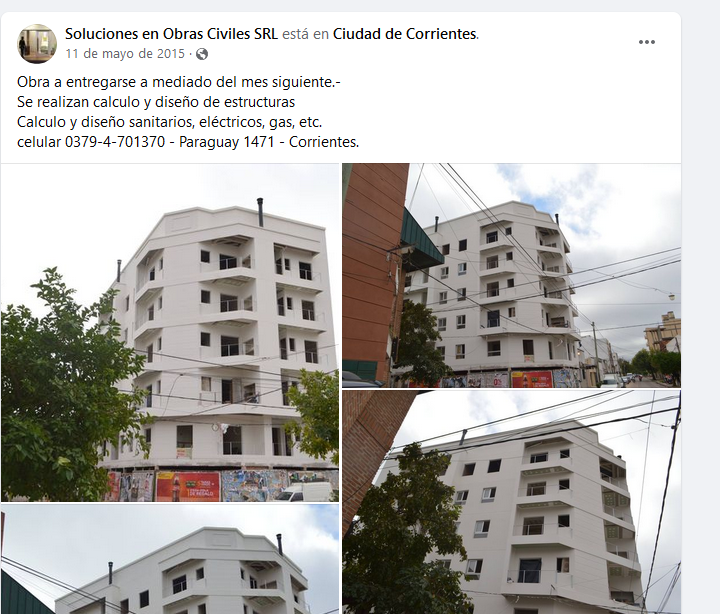 Soluciones en Obras Civiles SRL está en Ciudad de Corrientes.
11 de mayo de 2015 ·
Obra a entregarse a mediado del mes siguiente.-
Se realizan calculo y diseño de estructuras
Calculo y diseño sanitarios, eléctricos, gas, etc.
celular 0379-4-701370 - Paraguay 1471 - Corrientes.